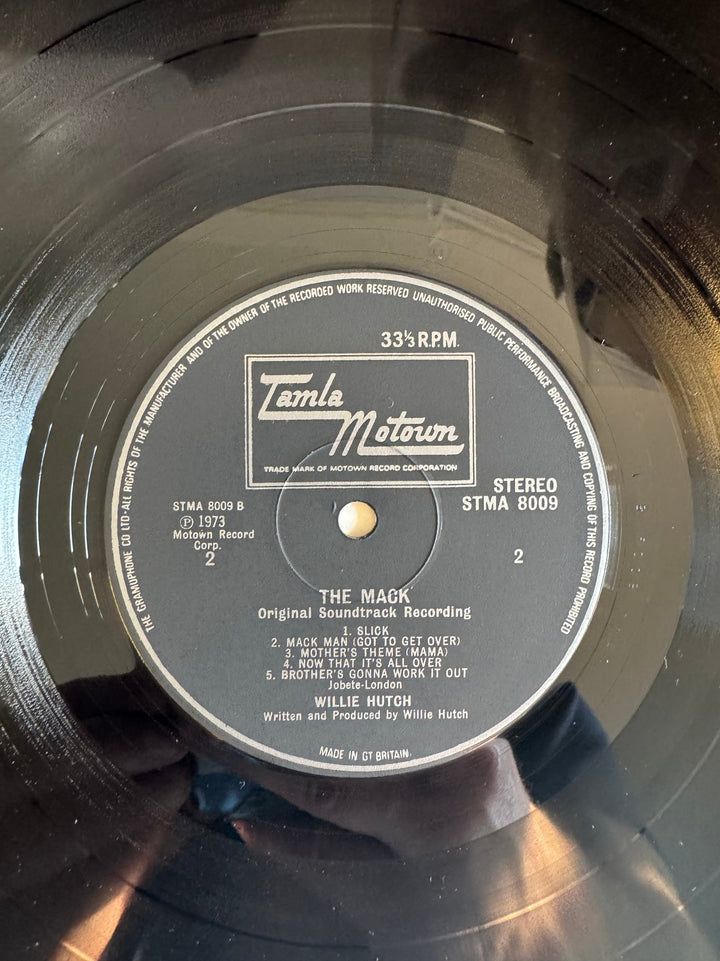 THE GRAMOPHONE CO LTD·ALL RIGHTS OF THE MANUFACTURER AND OF THE OWNER OF THE RECORDED WORK RESERVED UNAUTHORISED PUBLIC PERFORMANCE BROADCASTING AND COPYING OF THIS RECORD PROHIBITED
33⅓ R.P.M.
Tamla
Motown
TRADE MARK OF MOTOWN RECORD CORPORATION
STEREO
STMA 8009
STMA 8009 B
℗ 1973
Motown Record
Corp.
2
2
THE MACK
Original Soundtrack Recording
1. SLICK
2. MACK MAN (GOT TO GET OVER)
3. MOTHER'S THEME (MAMA)
4. NOW THAT IT'S ALL OVER
5. BROTHER'S GONNA WORK IT OUT
Jobete-London
WILLIE HUTCH
Written and Produced by Willie Hutch
MADE IN GT BRITAIN.